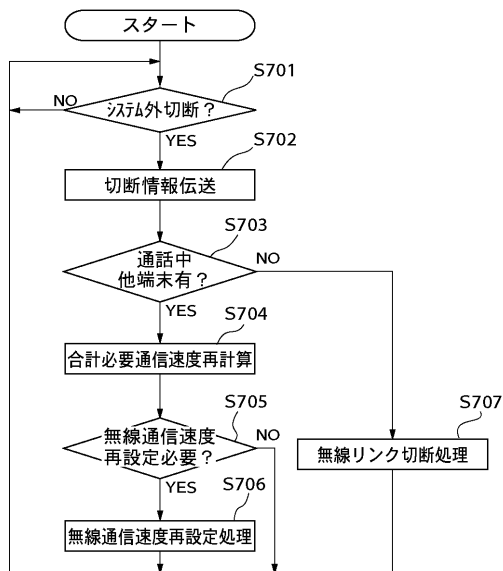 スタート
S701
NO
システム外切断？
YES
S702
切断情報伝送
S703
通話中
他端末有？
NO
YES
S704
合計必要通信速度再計算
S705
無線通信速度
再設定必要？
NO
S707
無線リンク切断処理
YES
S706
無線通信速度再設定処理